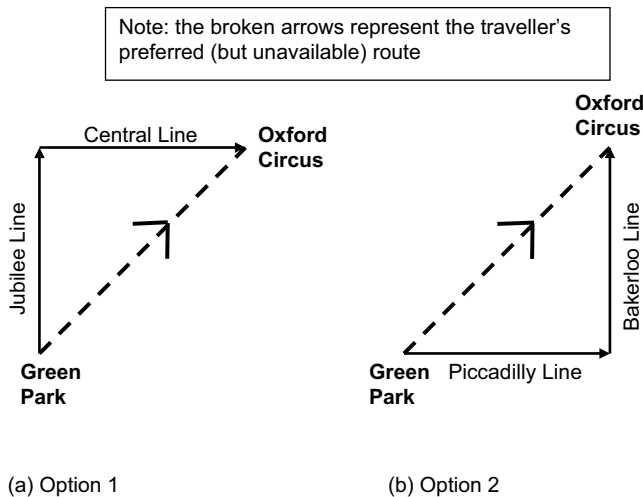 Note: the broken arrows represent the traveller’s
preferred (but unavailable) route
Central Line
Oxford
Circus
Jubilee Line
Green
Park
(a) Option 1
Oxford
Circus
Bakerloo Line
Green
Park
Piccadilly Line
(b) Option 2